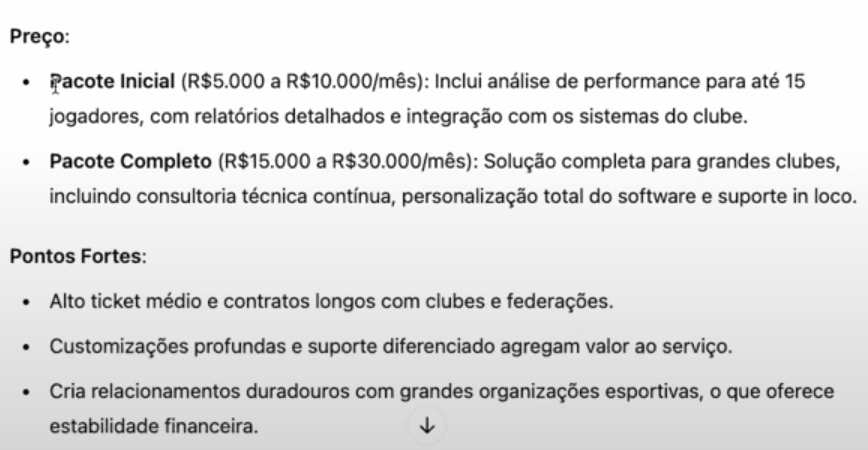 Preço:
• Pacote Inicial (R$5.000 a R$10.000/mês): Inclui análise de performance para até 15
jogadores, com relatórios detalhados e integração com os sistemas do clube.
• Pacote Completo (R$15.000 a R$30.000/mês): Solução completa para grandes clubes,
incluindo consultoria técnica contínua, personalização total do software e suporte in loco.
Pontos Fortes:
• Alto ticket médio e contratos longos com clubes e federações.
• Customizações profundas e suporte diferenciado agregam valor ao serviço.
• Cria relacionamentos duradouros com grandes organizações esportivas, o que oferece
estabilidade financeira.